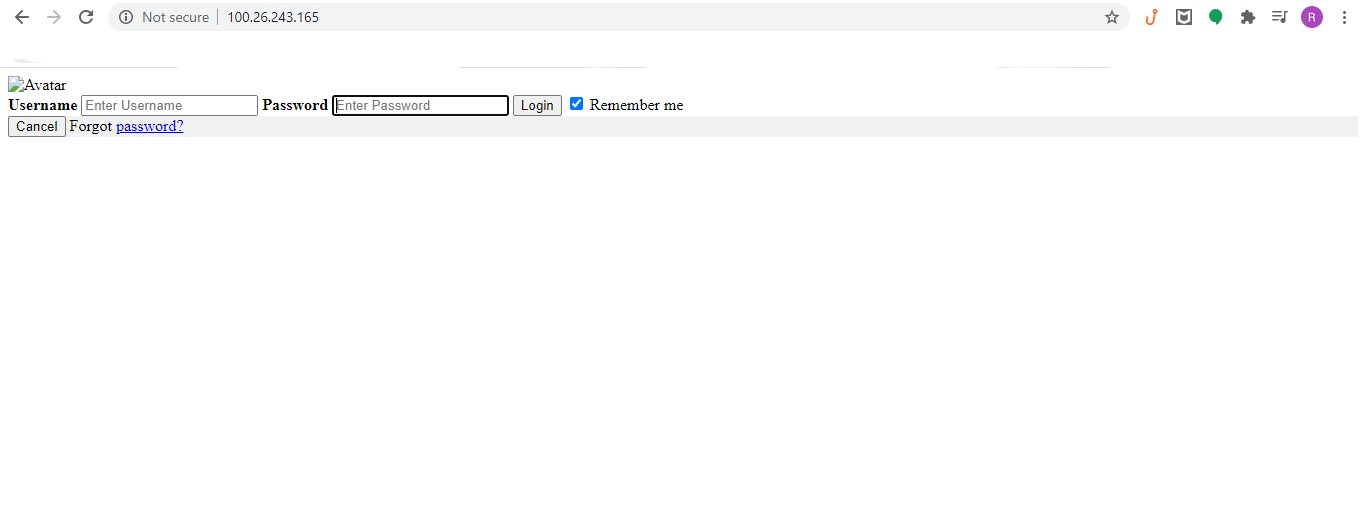 Not secure 100.26.243.165
R
Avatar
Username Enter Username Password Enter Password Login Remember me
Cancel Forgot password?